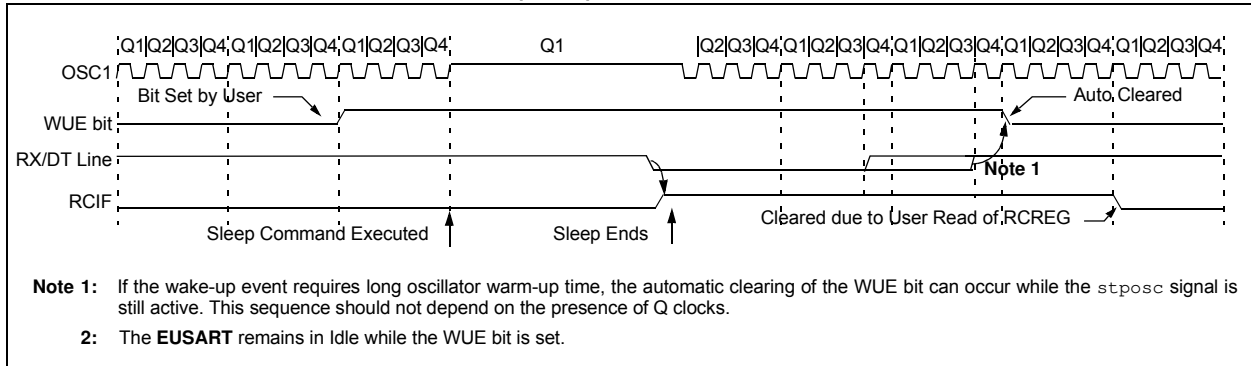 Q1 Q2 Q3 Q4 Q1 Q2 Q3 Q4 Q1 Q2 Q3 Q4 Q1 Q2 Q3 Q4 Q1 Q2 Q3 Q4 Q1 Q2 Q3 Q4 Q1 Q2 Q3 Q4 Q1 Q2 Q3 Q4
OSC1
Bit Set by User
Auto Cleared
WUE bit
RX/DT Line
Note 1
RCIF
Cleared due to User Read of RCREG
Sleep Command Executed
Sleep Ends
Note 1: If the wake-up event requires long oscillator warm-up time, the automatic clearing of the WUE bit can occur while the stposc signal is
still active. This sequence should not depend on the presence of Q clocks.
2: The EUSART remains in Idle while the WUE bit is set.